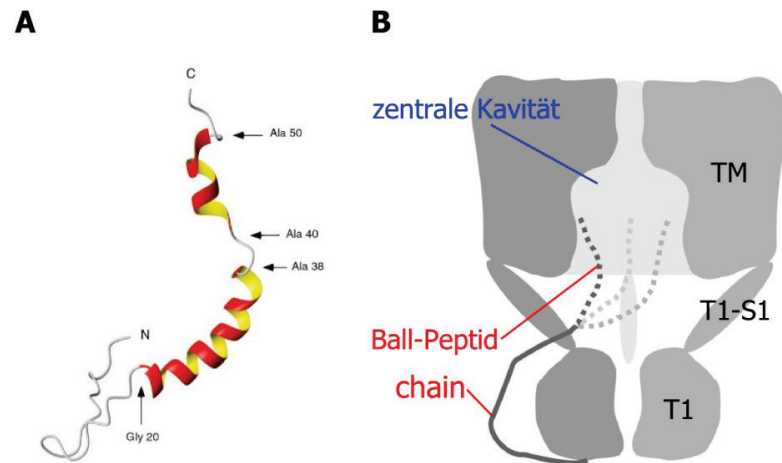 A
C
Ala 50
Ala 40
Ala 38
N
Gly 20
B
zentrale Kavität
TM
T1-S1
Ball-Peptid
chain
T1